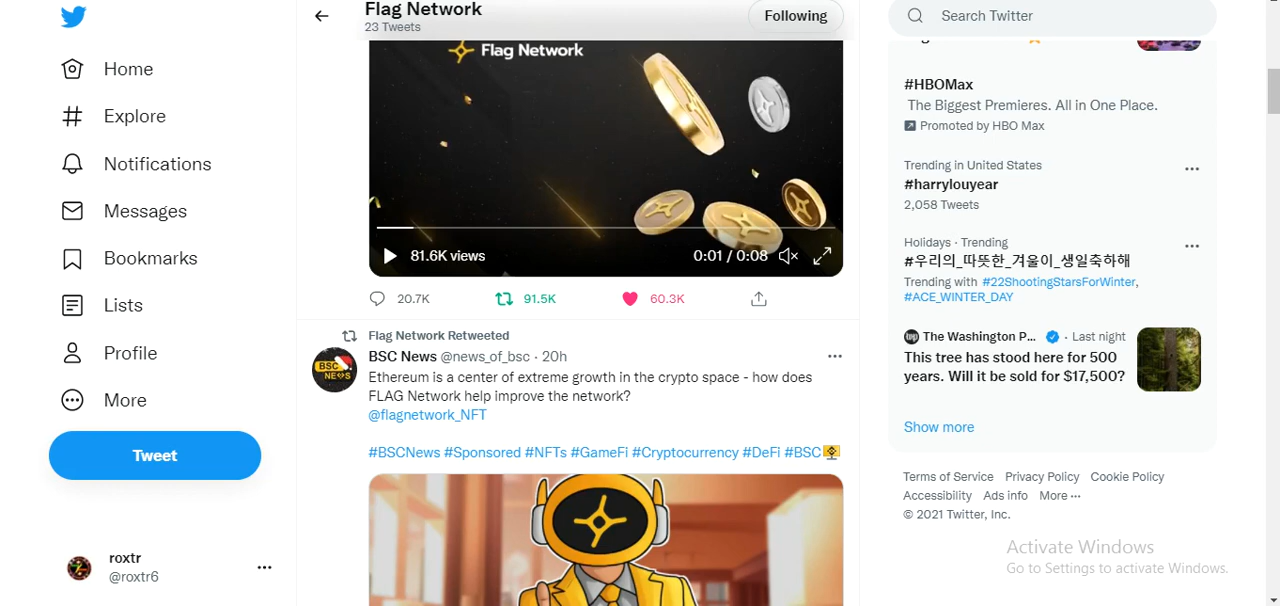 Flag Network
23 Tweets
Following
Search Twitter
Home
Explore
Notifications
Messages
Bookmarks
Lists
Profile
More
Tweet
roxtr
@roxtr6
Flag Network
81.6K views
0:01 / 0:08
20.7K
91.5K
60.3K
Flag Network Retweeted
BSC News @news_of_bsc · 20h
BSC
NEWS
Ethereum is a center of extreme growth in the crypto space - how does
FLAG Network help improve the network?
@flagnetwork_NFT
#BSCNews #Sponsored #NFTs #GameFi #Cryptocurrency #DeFi #BSC
#HBOMax
The Biggest Premieres. All in One Place.
Promoted by HBO Max
Trending in United States
#harrylouyear
2,058 Tweets
Holidays · Trending
#우리의_따뜻한_겨울이_생일축하해
Trending with #22ShootingStarsForWinter,
#ACE_WINTER_DAY
The Washington P... · Last night
This tree has stood here for 500
years. Will it be sold for $17,500?
Show more
Terms of Service Privacy Policy Cookie Policy
Accessibility Ads info More ···
© 2021 Twitter, Inc.
Activate Windows
Go to Settings to activate Windows.